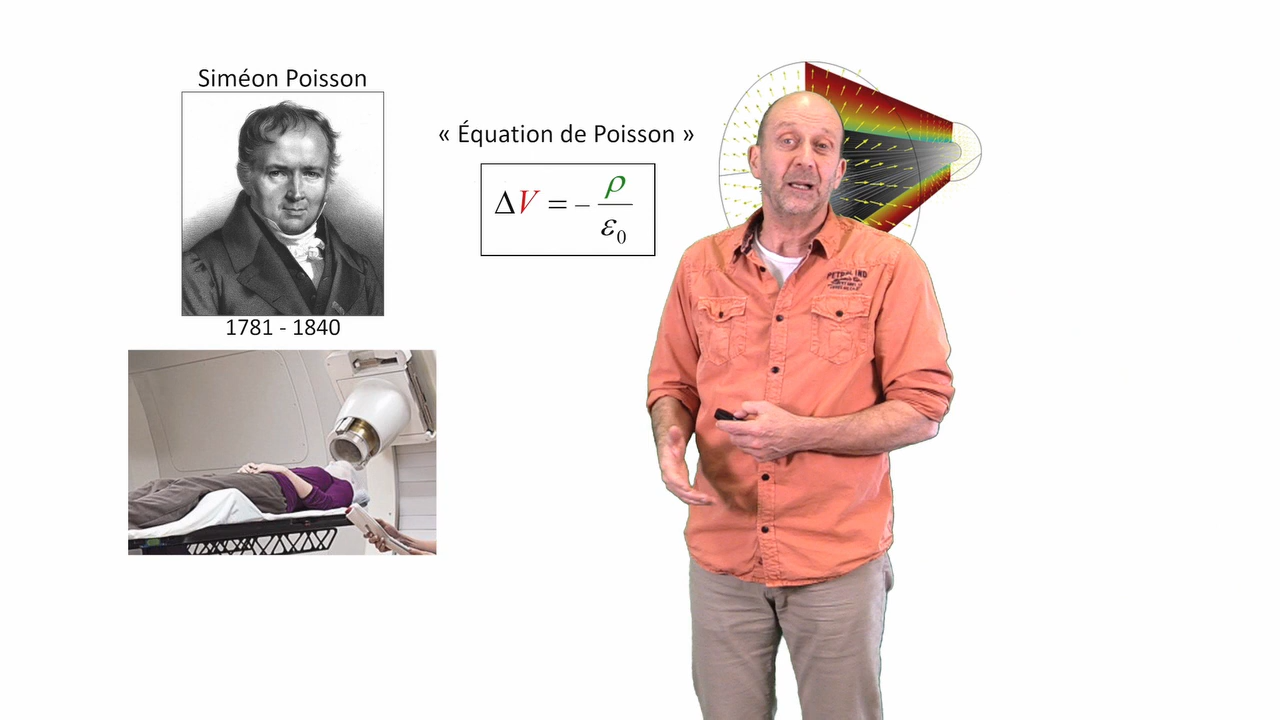 Siméon Poisson
1781 - 1840
« Équation de Poisson »
ΔV = - ρ / ε₀